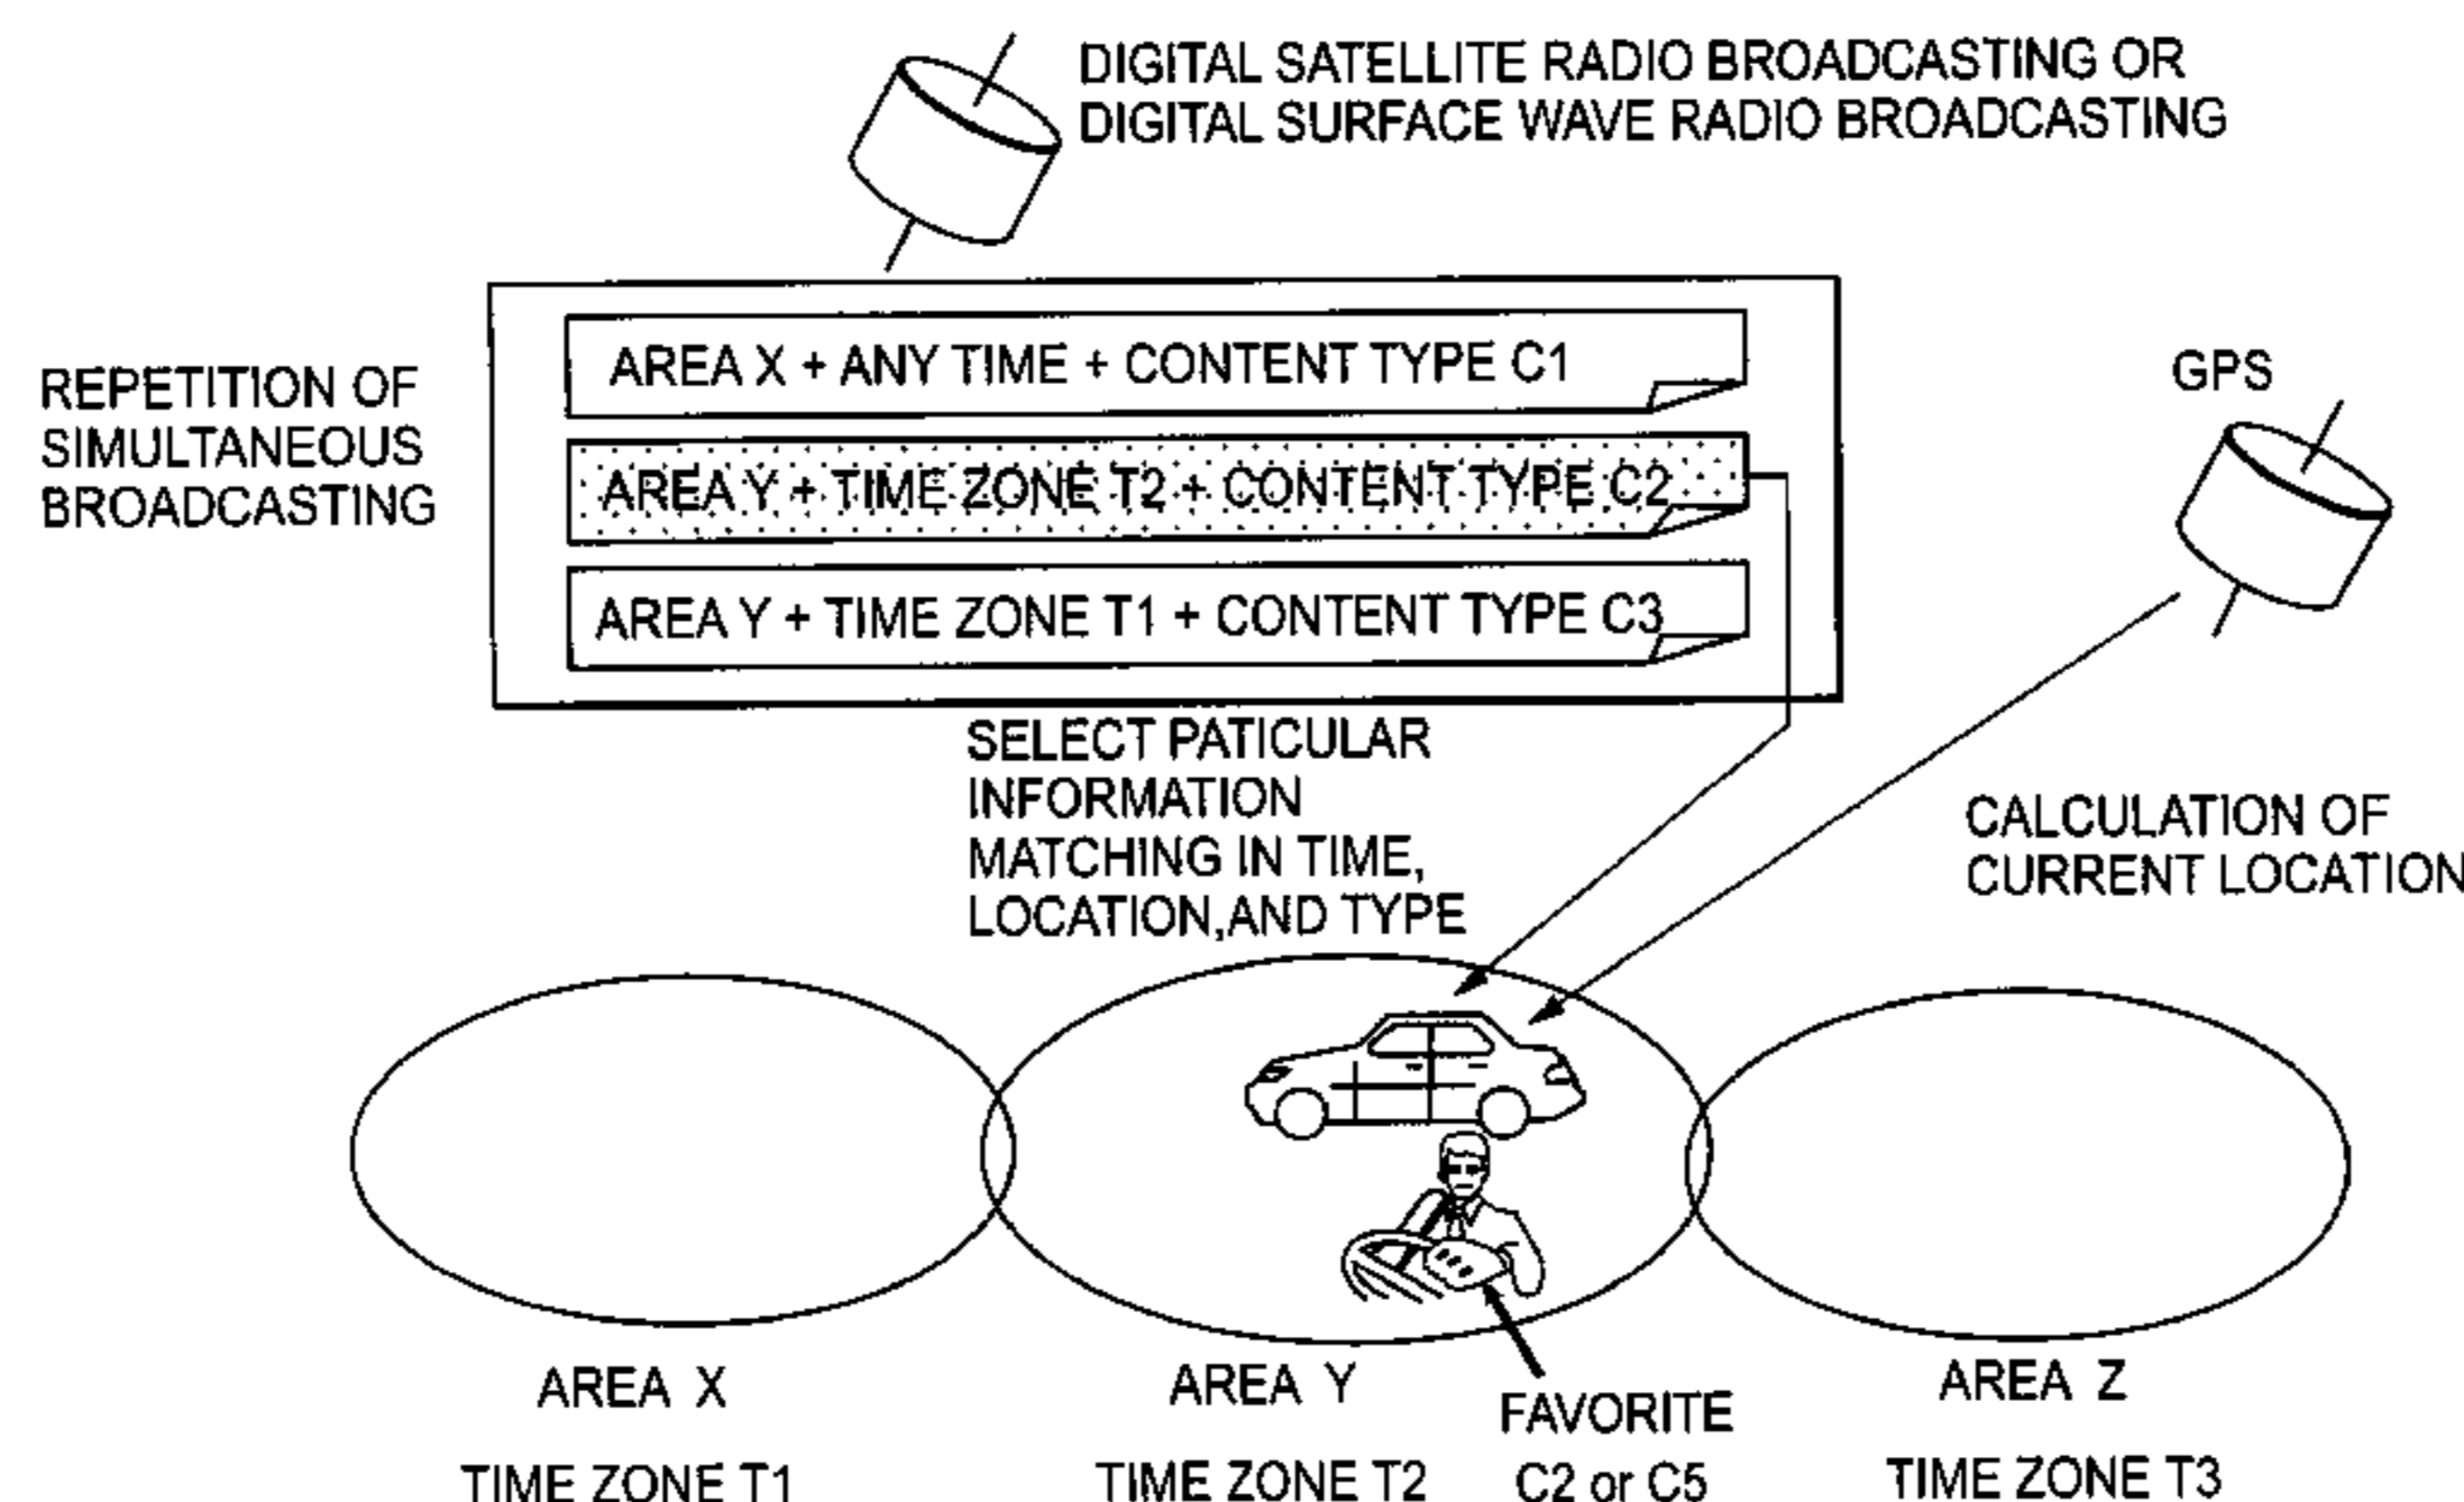 DIGITAL SATELLITE RADIO BROADCASTING OR
DIGITAL SURFACE WAVE RADIO BROADCASTING
REPETITION OF
SIMULTANEOUS
BROADCASTING
AREA X + ANY TIME + CONTENT TYPE C1
AREA Y + TIME ZONE T2 + CONTENT TYPE C2
AREA Y + TIME ZONE T1 + CONTENT TYPE C3
GPS
SELECT PATICULAR
INFORMATION
MATCHING IN TIME,
LOCATION,AND TYPE
CALCULATION OF
CURRENT LOCATION
AREA X
TIME ZONE T1
AREA Y
TIME ZONE T2
FAVORITE
C2 or C5
AREA Z
TIME ZONE T3